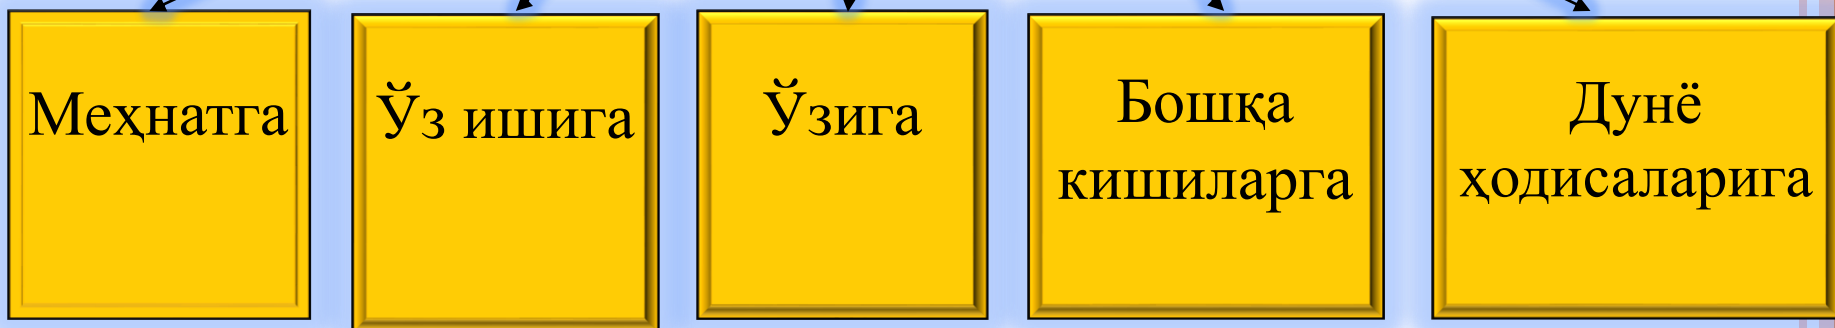 Меҳнатга
Ўз ишига
Ўзига
Бошқа
кишиларга
Дунё
ҳодисаларига